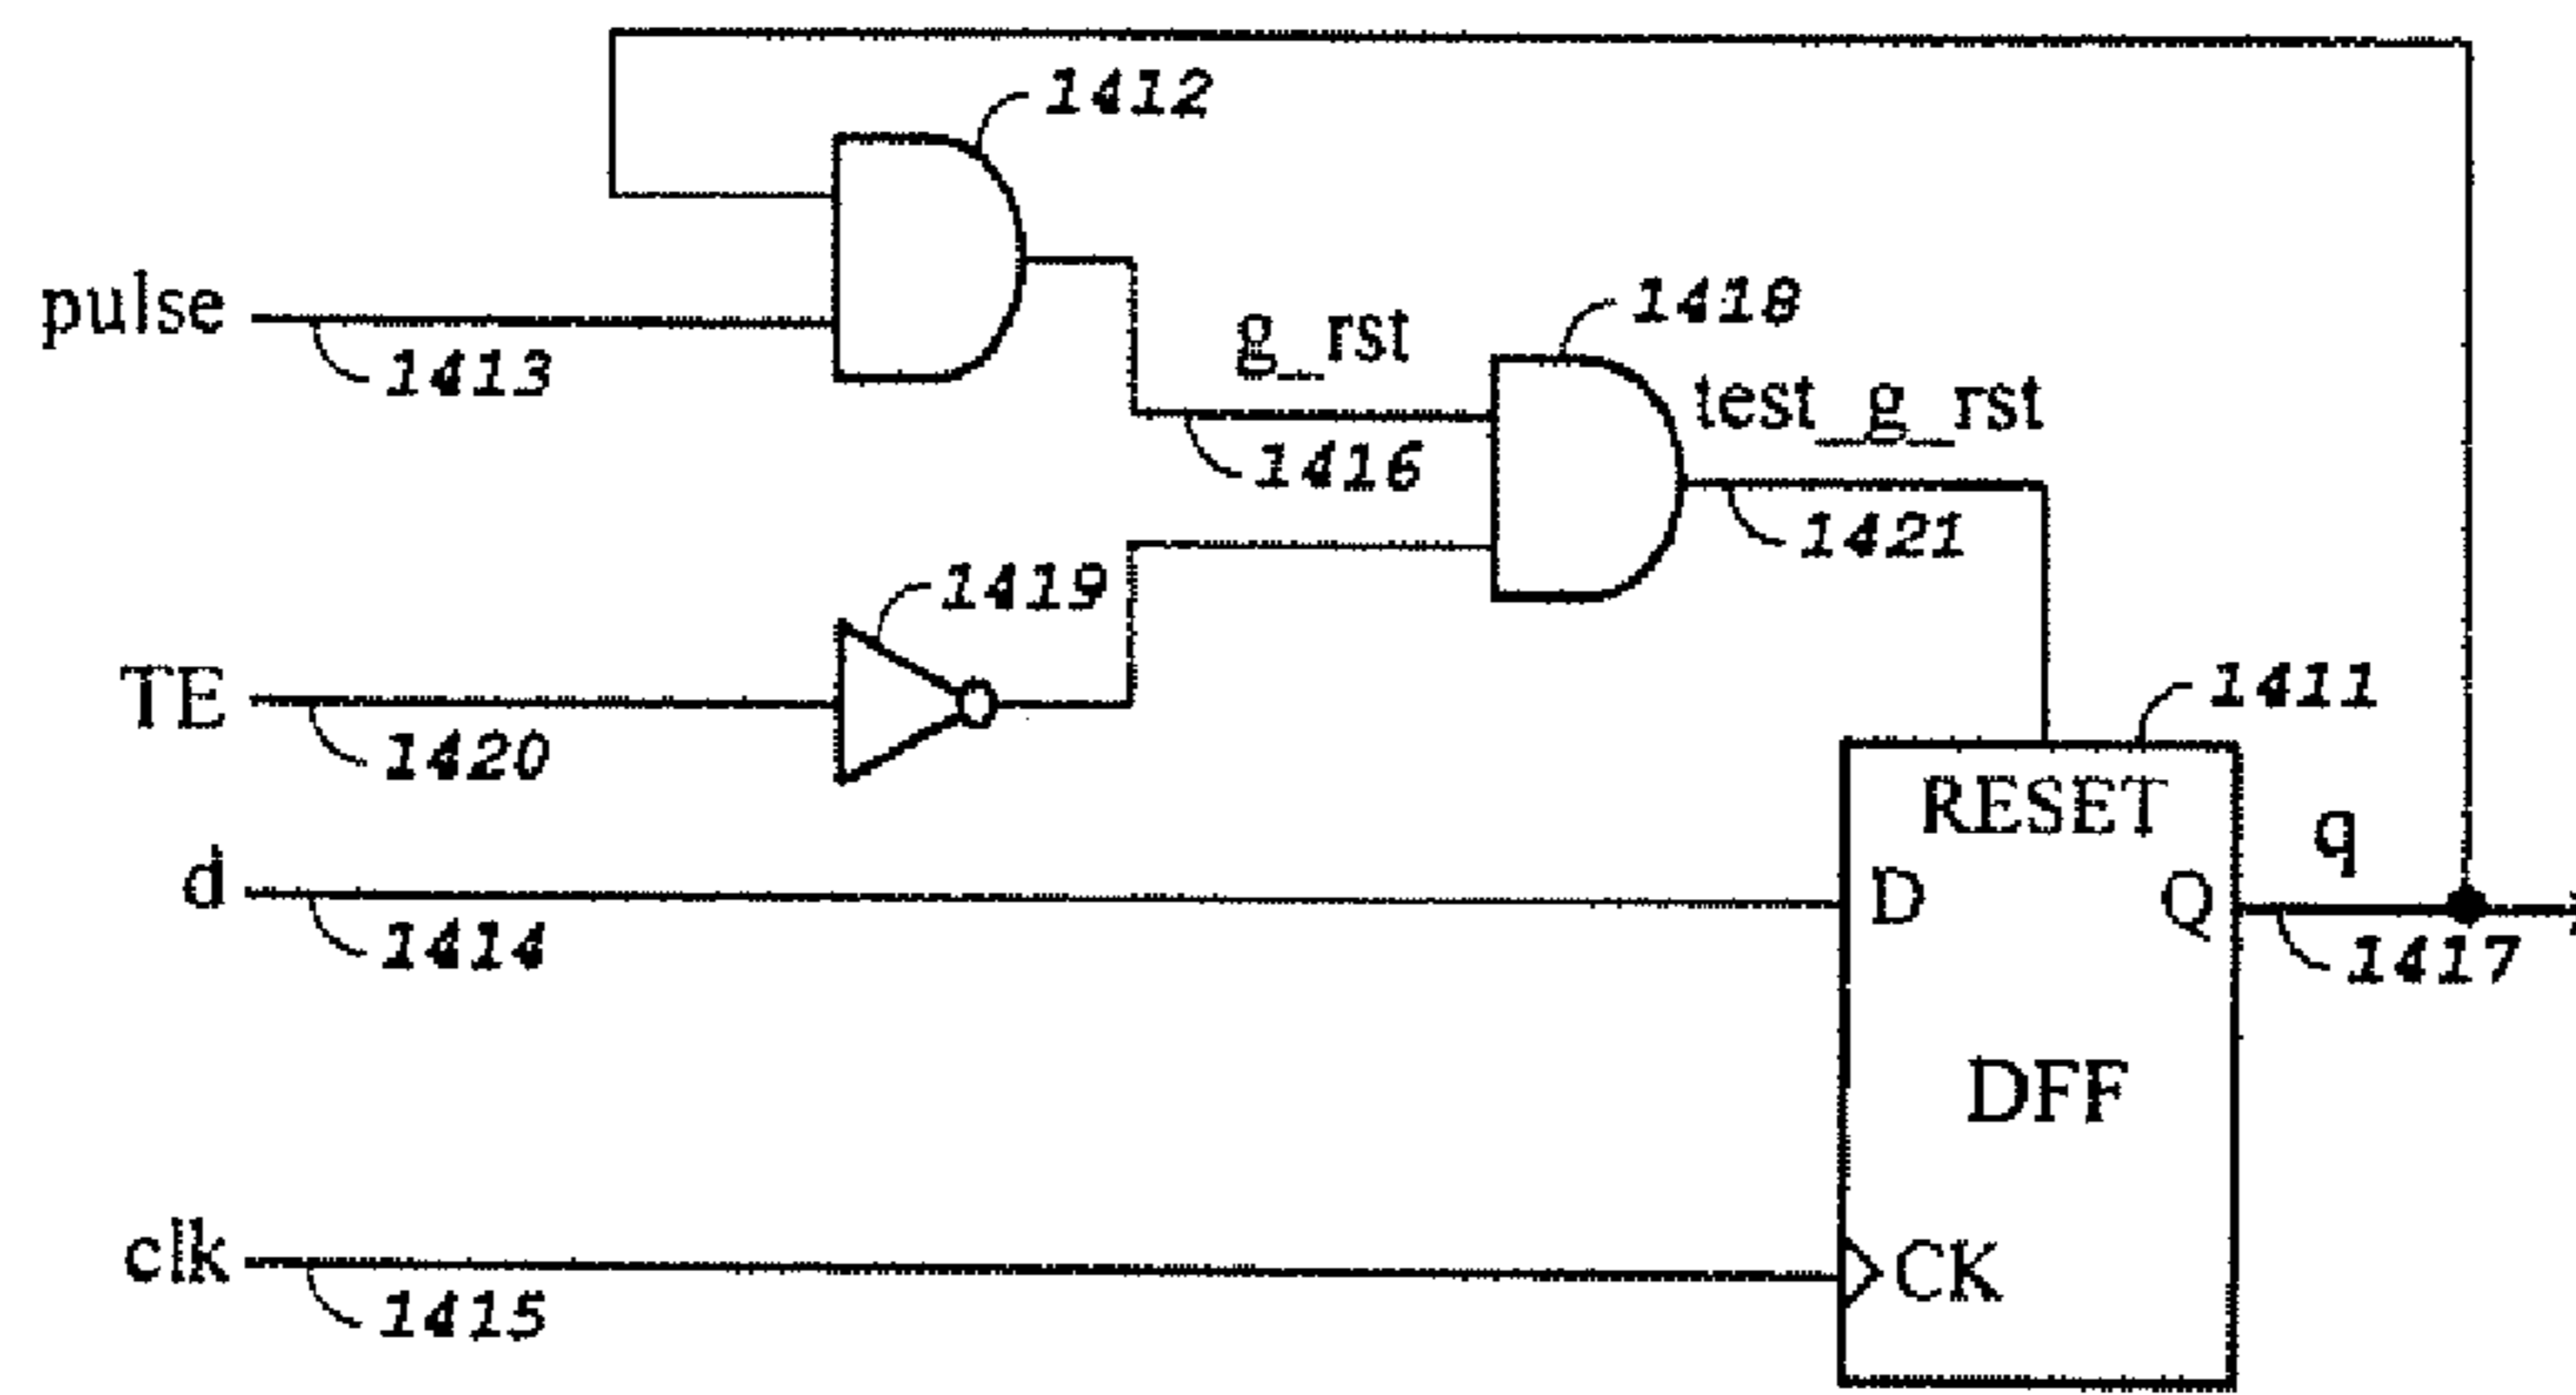 1412
pulse
1413
g_rst
1416
1418
test_g_rst
1421
TE
1420
1419
1411
RESET
d
1414
D
Q
q
1417
DFF
clk
1415
CK